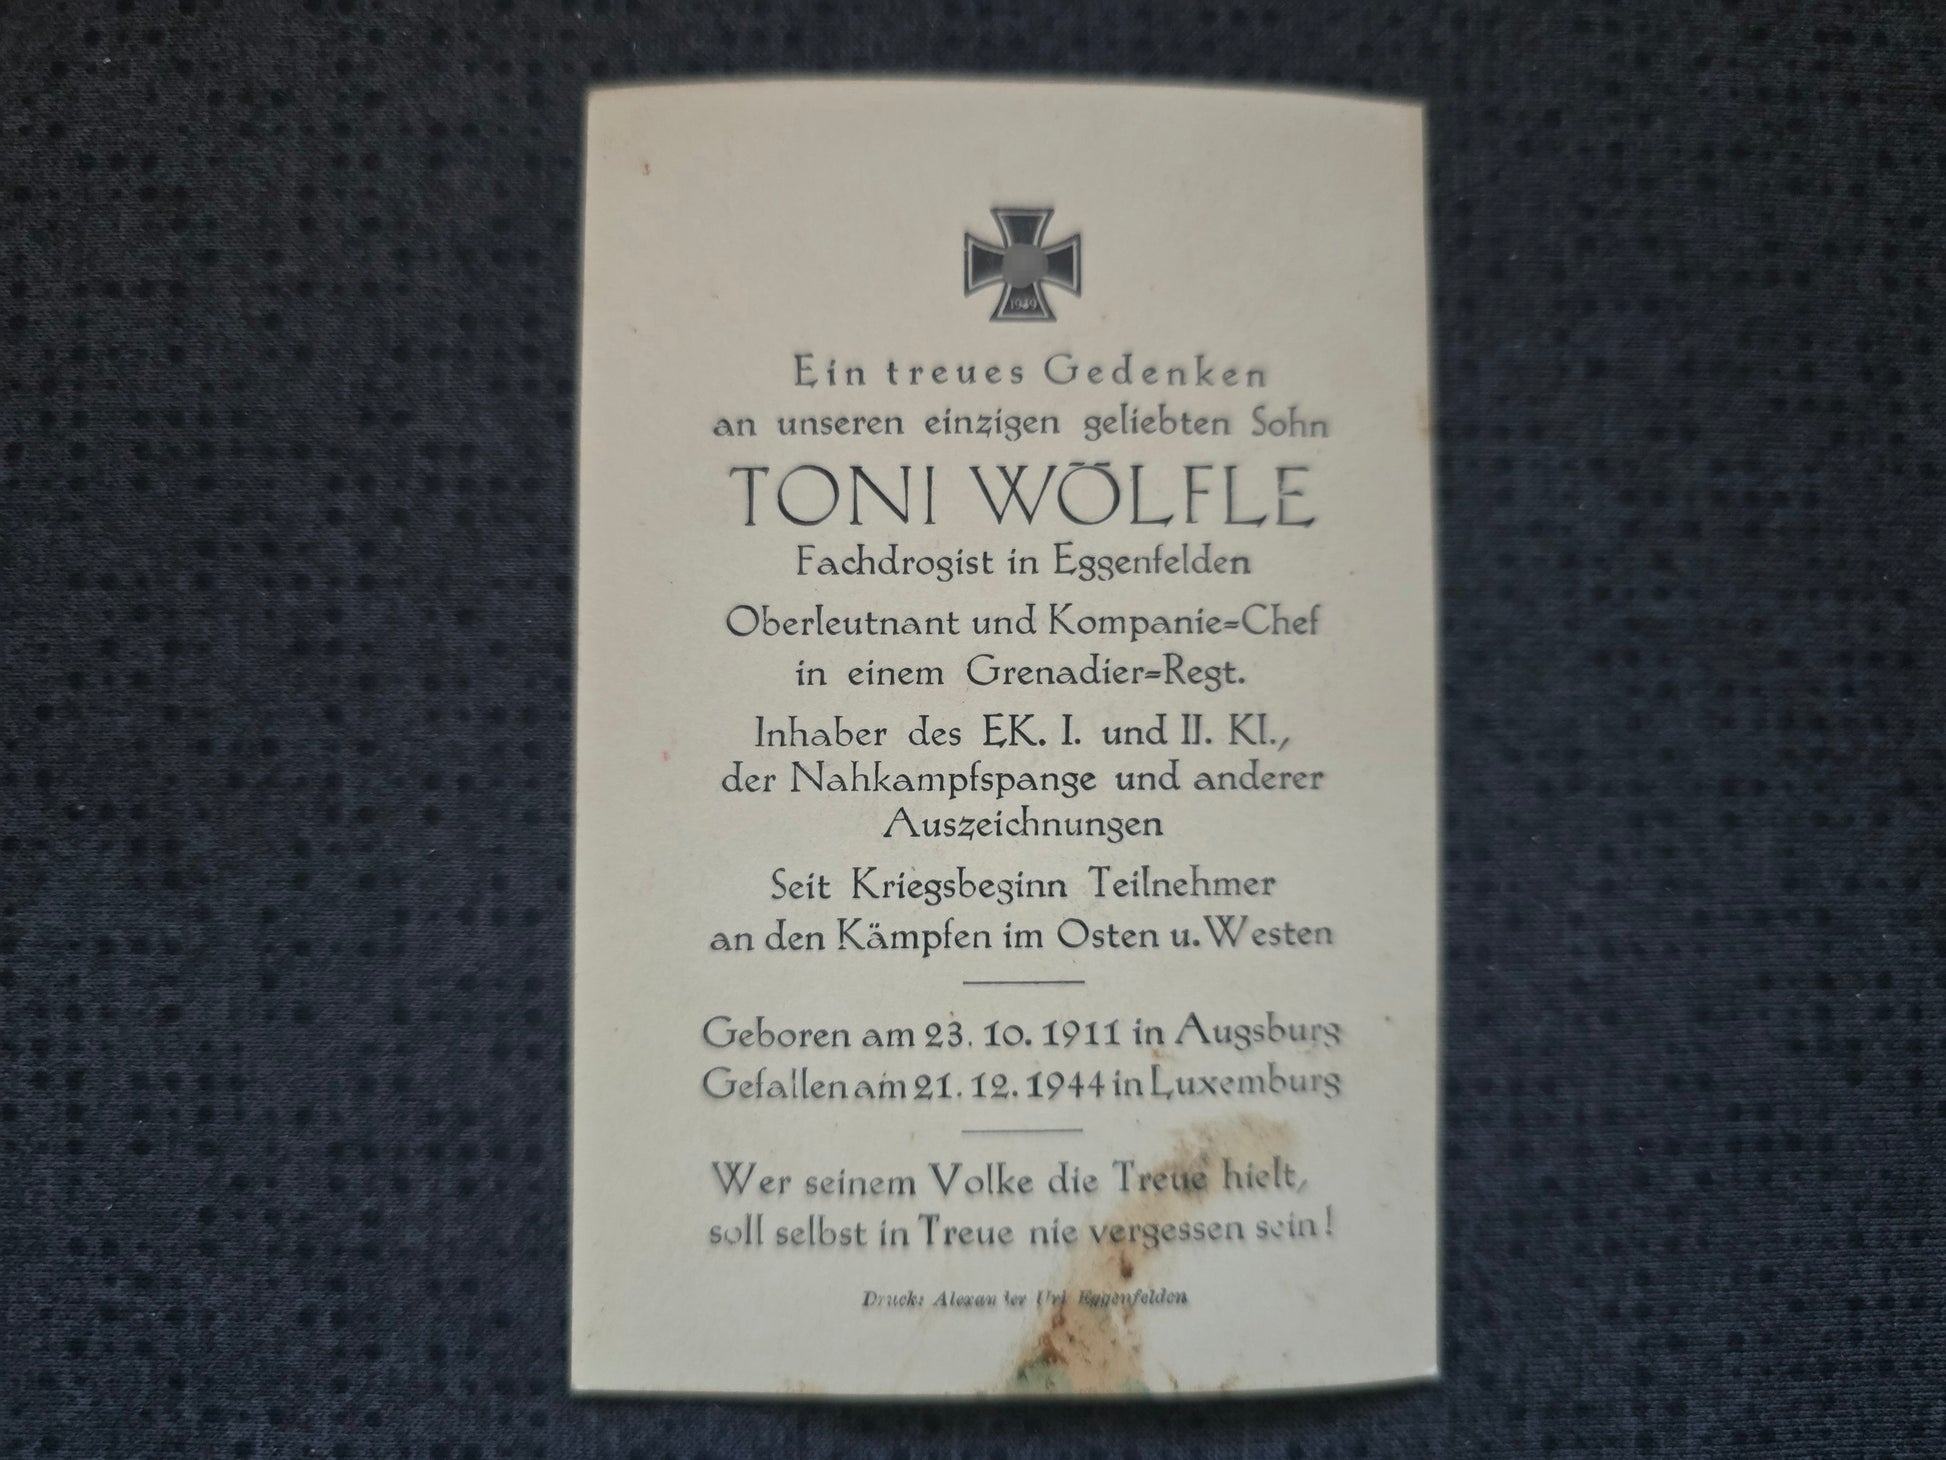 1939
Ein treues Gedenken
an unseren einzigen geliebten Sohn
TONI WÖLFLE
Fachdrogist in Eggenfelden
Oberleutnant und Kompanie=Chef
in einem Grenadier=Regt.
Inhaber des EK. I. und II. Kl.,
der Nahkampfspange und anderer
Auszeichnungen
Seit Kriegsbeginn Teilnehmer
an den Kämpfen im Osten u. Westen
Geboren am 23. 10. 1911 in Augsburg
Gefallen am 21. 12. 1944 in Luxemburg
Wer seinem Volke die Treue hielt,
soll selbst in Treue nie vergessen sein!
Druck: Alexander Eggenfelden